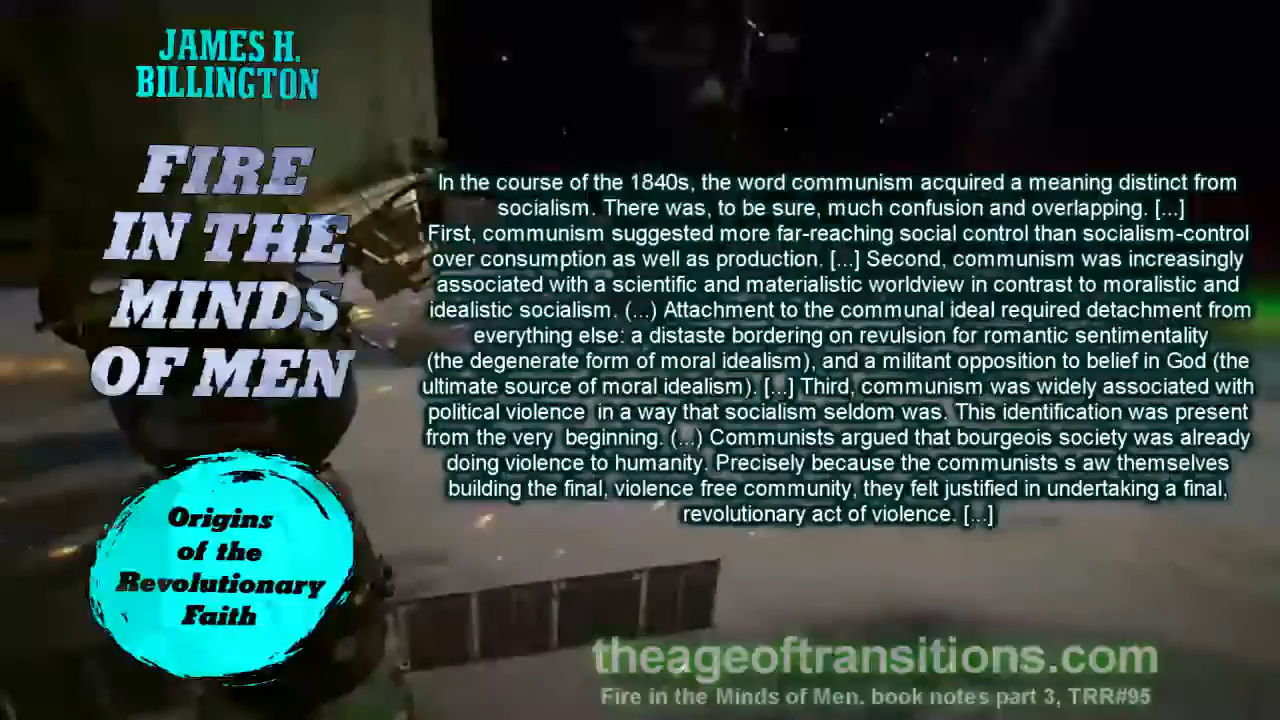 JAMES H.
BILLINGTON
FIRE
IN THE
MINDS
OF MEN
Origins
of the
Revolutionary
Faith
In the course of the 1840s, the word communism acquired a meaning distinct from
socialism. There was, to be sure, much confusion and overlapping. [...]
First, communism suggested more far-reaching social control than socialism-control
over consumption as well as production. [...] Second, communism was increasingly
associated with a scientific and materialistic worldview in contrast to moralistic and
idealistic socialism. (...) Attachment to the communal ideal required detachment from
everything else: a distaste bordering on revulsion for romantic sentimentality
(the degenerate form of moral idealism), and a militant opposition to belief in God (the
ultimate source of moral idealism). [...] Third, communism was widely associated with
political violence in a way that socialism seldom was. This identification was present
from the very beginning. (...) Communists argued that bourgeois society was already
doing violence to humanity. Precisely because the communists s aw themselves
building the final, violence free community, they felt justified in undertaking a final,
revolutionary act of violence. [...]
theageoftransitions.com
Fire in the Minds of Men. book notes part 3, TRR#95